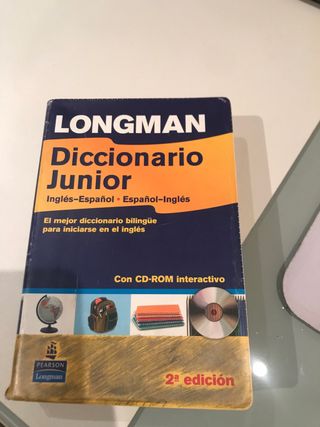 LONGMAN
Diccionario
Junior
Inglés–Español • Español–Inglés
El mejor diccionario bilingüe
para iniciarse en el inglés
Con CD-ROM interactivo
PEARSON
Longman
2ª edición